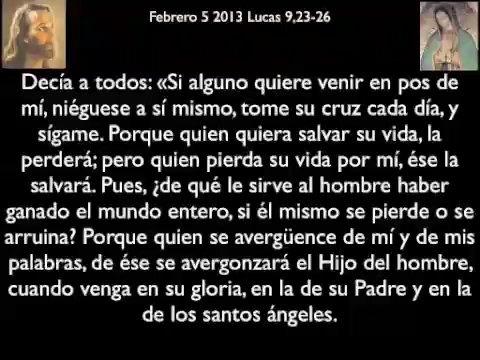 Febrero 5 2013 Lucas 9,23-26
Decía a todos: «Si alguno quiere venir en pos de
mí, niéguese a sí mismo, tome su cruz cada día, y
sígame. Porque quien quiera salvar su vida, la
perderá; pero quien pierda su vida por mí, ése la
salvará. Pues, ¿de qué le sirve al hombre haber
ganado el mundo entero, si él mismo se pierde o se
arruina? Porque quien se avergüence de mí y de mis
palabras, de ése se avergonzará el Hijo del hombre,
cuando venga en su gloria, en la de su Padre y en la
de los santos ángeles.